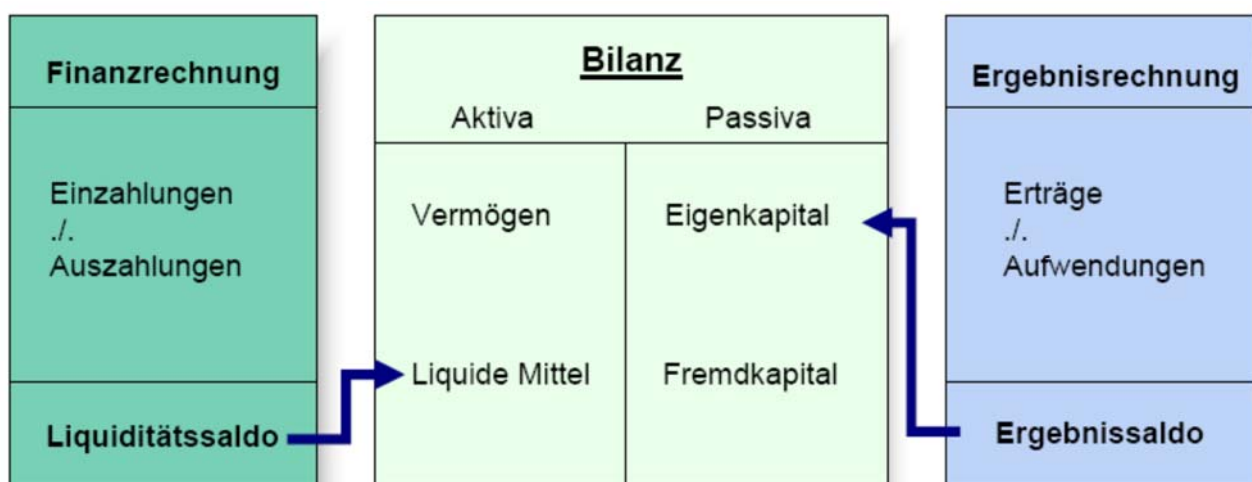 Finanzrechnung
Einzahlungen
./.
Auszahlungen
Liquiditätssaldo
Bilanz
Aktiva
Passiva
Vermögen
Eigenkapital
Liquide Mittel
Fremdkapital
Ergebnisrechnung
Erträge
./.
Aufwendungen
Ergebnissaldo